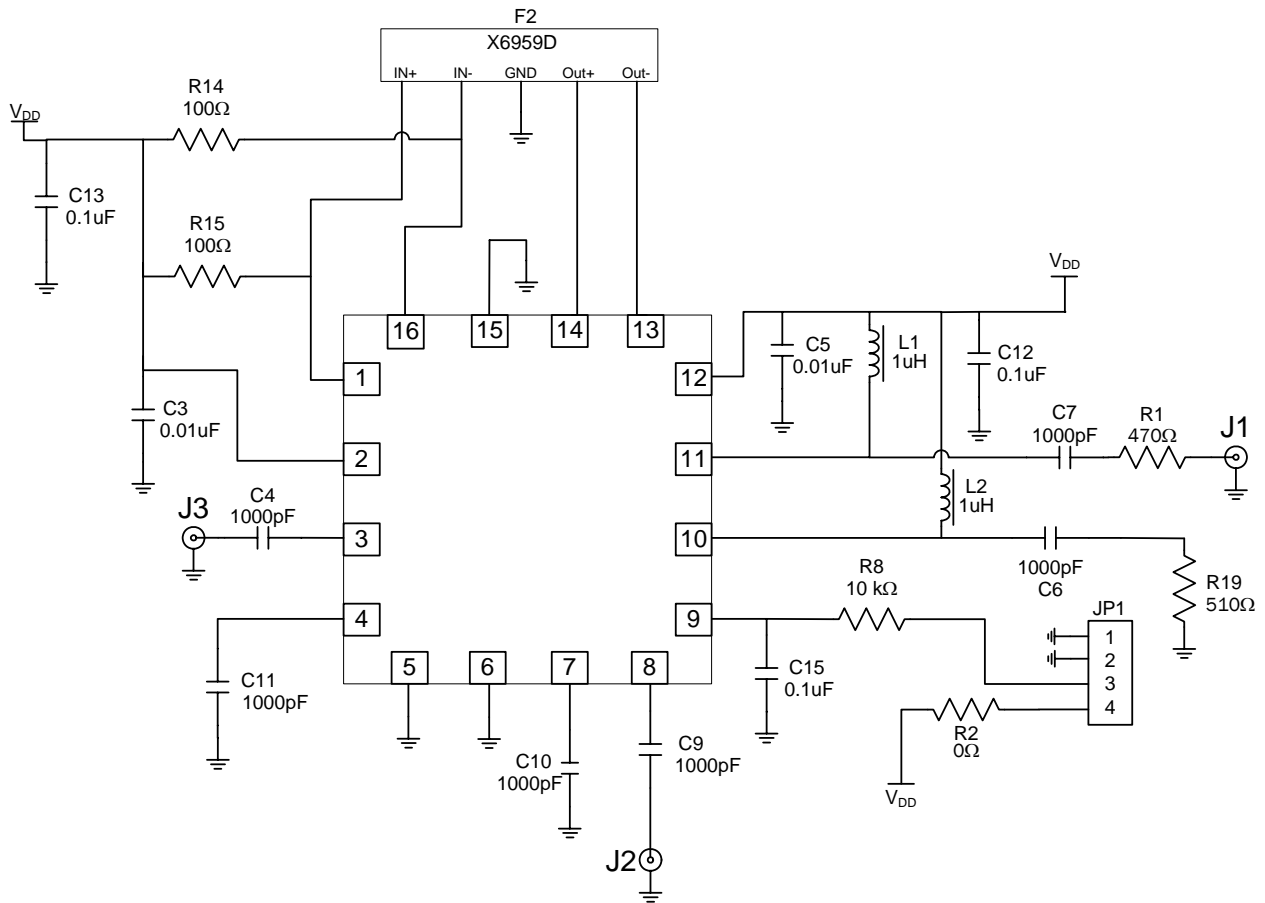 F2
X6959D
IN+ IN- GND Out+ Out-
R14
100Ω
VDD
C13
0.1uF
R15
100Ω
VDD
16 15 14 13
C5
0.01uF
L1
1uH
C12
0.1uF
1
12
C3
0.01uF
C7
1000pF
R1
470Ω
J1
2
11
C4
1000pF
J3
L2
1uH
3
10
1000pF
C6
R8
10 kΩ
R19
510Ω
4
9
JP1
1
2
3
4
5 6 7 8
C11
1000pF
C15
0.1uF
R2
0Ω
C10
1000pF
C9
1000pF
VDD
J2